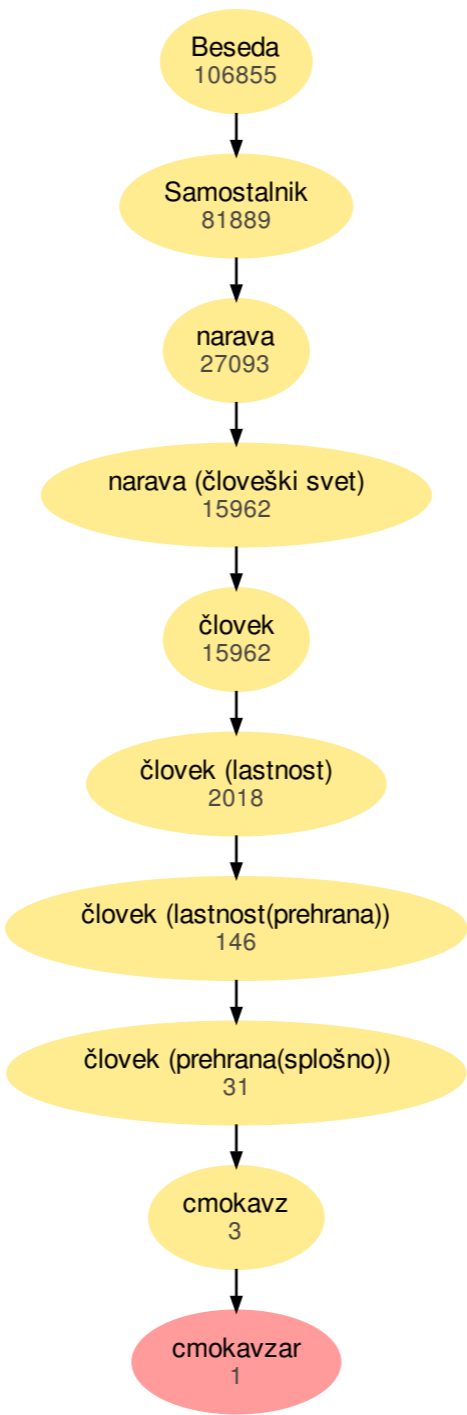 Beseda
106855
Samostalnik
81889
narava
27093
narava (človeški svet)
15962
človek
15962
človek (lastnost)
2018
človek (lastnost(prehrana))
146
človek (prehrana(splošno))
31
cmokavz
3
cmokavzar
1